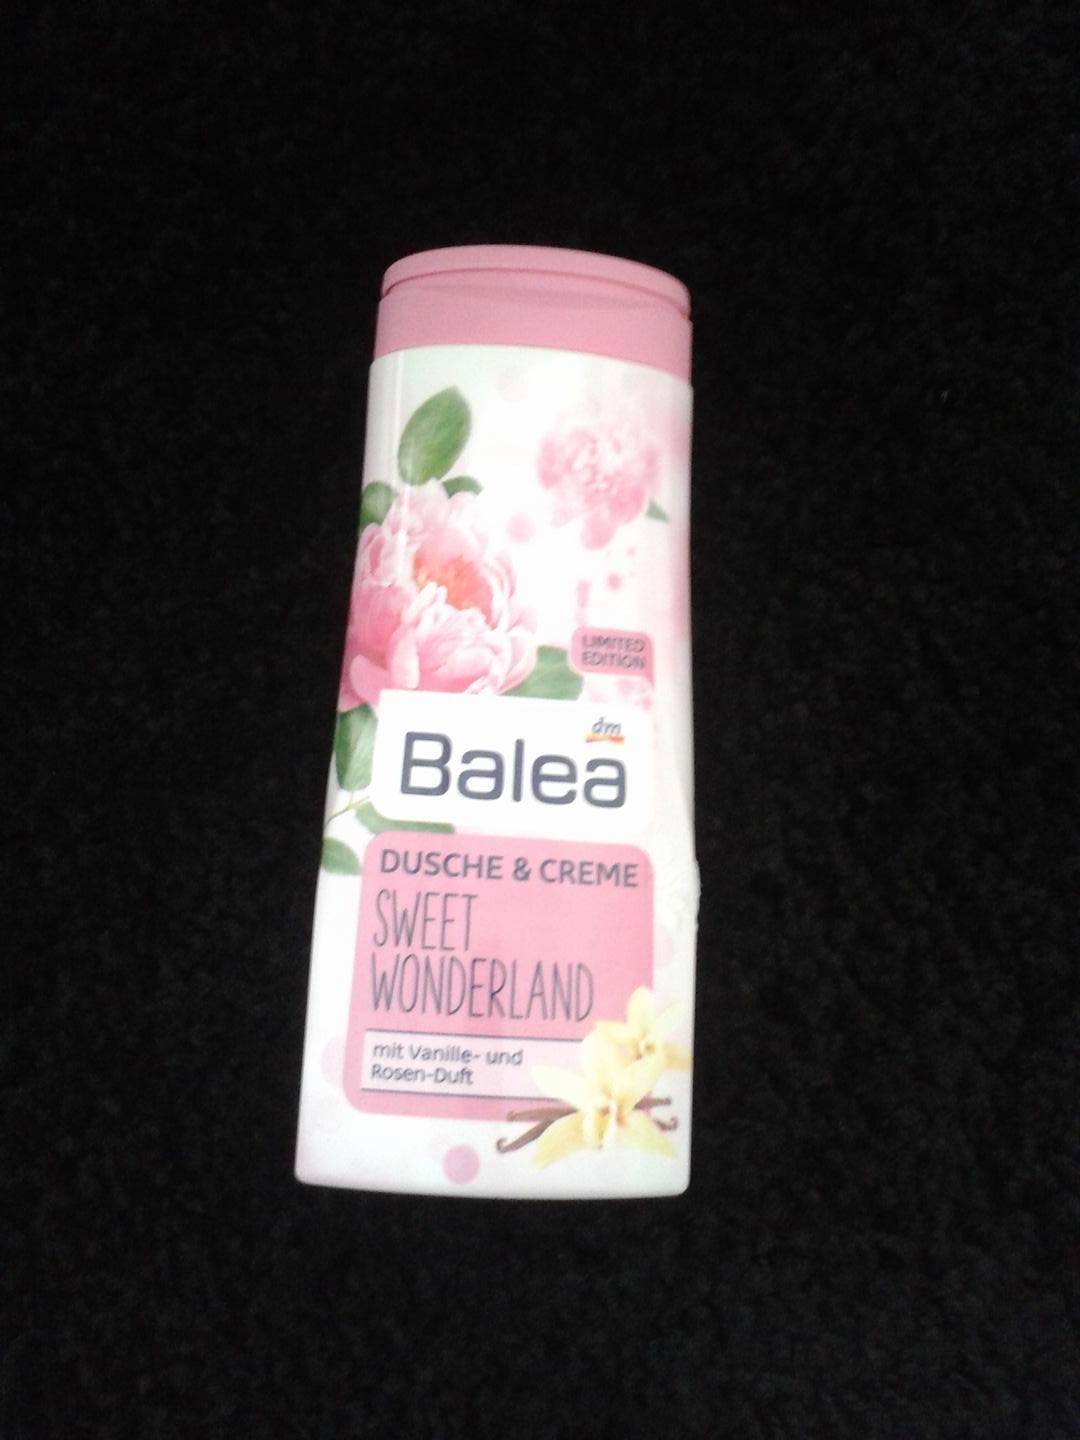 LIMITED
EDITION
dm
Balea
DUSCHE & CREME
SWEET
WONDERLAND
mit Vanille- und
Rosen-Duft